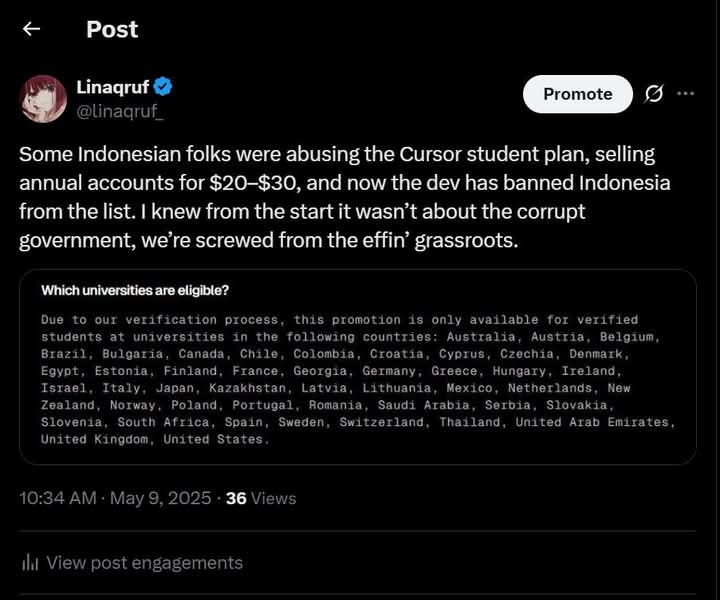 Post
Linaqruf
@linaqruf_
Promote
Some Indonesian folks were abusing the Cursor student plan, selling
annual accounts for $20–$30, and now the dev has banned Indonesia
from the list. I knew from the start it wasn’t about the corrupt
government, we’re screwed from the effin’ grassroots.
Which universities are eligible?
Due to our verification process, this promotion is only available for verified
students at universities in the following countries: Australia, Austria, Belgium,
Brazil, Bulgaria, Canada, Chile, Colombia, Croatia, Cyprus, Czechia, Denmark,
Egypt, Estonia, Finland, France, Georgia, Germany, Greece, Hungary, Ireland,
Israel, Italy, Japan, Kazakhstan, Latvia, Lithuania, Mexico, Netherlands, New
Zealand, Norway, Poland, Portugal, Romania, Saudi Arabia, Serbia, Slovakia,
Slovenia, South Africa, Spain, Sweden, Switzerland, Thailand, United Arab Emirates,
United Kingdom, United States.
10:34 AM · May 9, 2025 · 36 Views
View post engagements